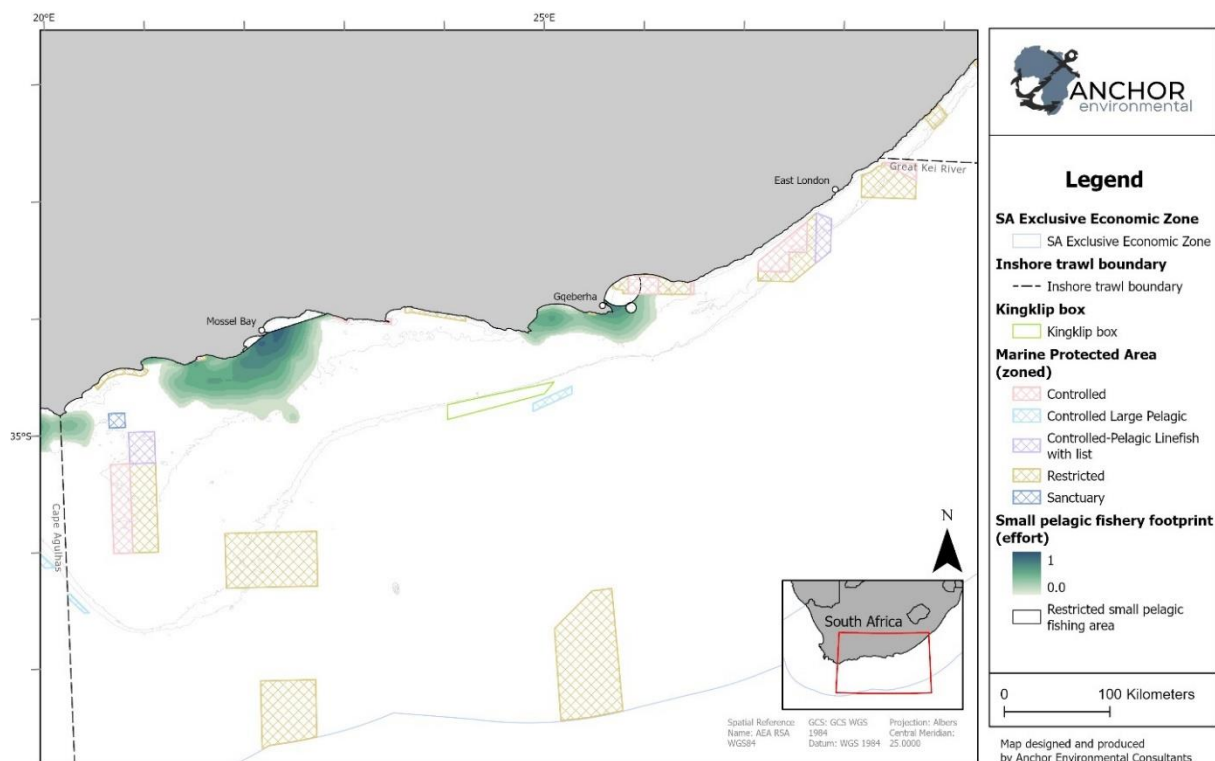 20°E
25°E
35°S
East London
Great Kei River
Gqeberha
Mossel Bay
Cape Agulhas
N
South Africa
Spatial Reference
Name: AEA RSA
WGS84
GCS: GCS WGS
1984
Datum: WGS 1984
Projection: Albers
Central Meridian:
25.0000
ANCHOR
environmental
Legend
SA Exclusive Economic Zone
SA Exclusive Economic Zone
Inshore trawl boundary
Inshore trawl boundary
Kingklip box
Kingklip box
Marine Protected Area
(zoned)
Controlled
Controlled Large Pelagic
Controlled-Pelagic Linefish
with list
Restricted
Sanctuary
Small pelagic fishery footprint
(effort)
1
0.0
Restricted small pelagic
fishing area
0
100 Kilometers
Map designed and produced
by Anchor Environmental Consultants